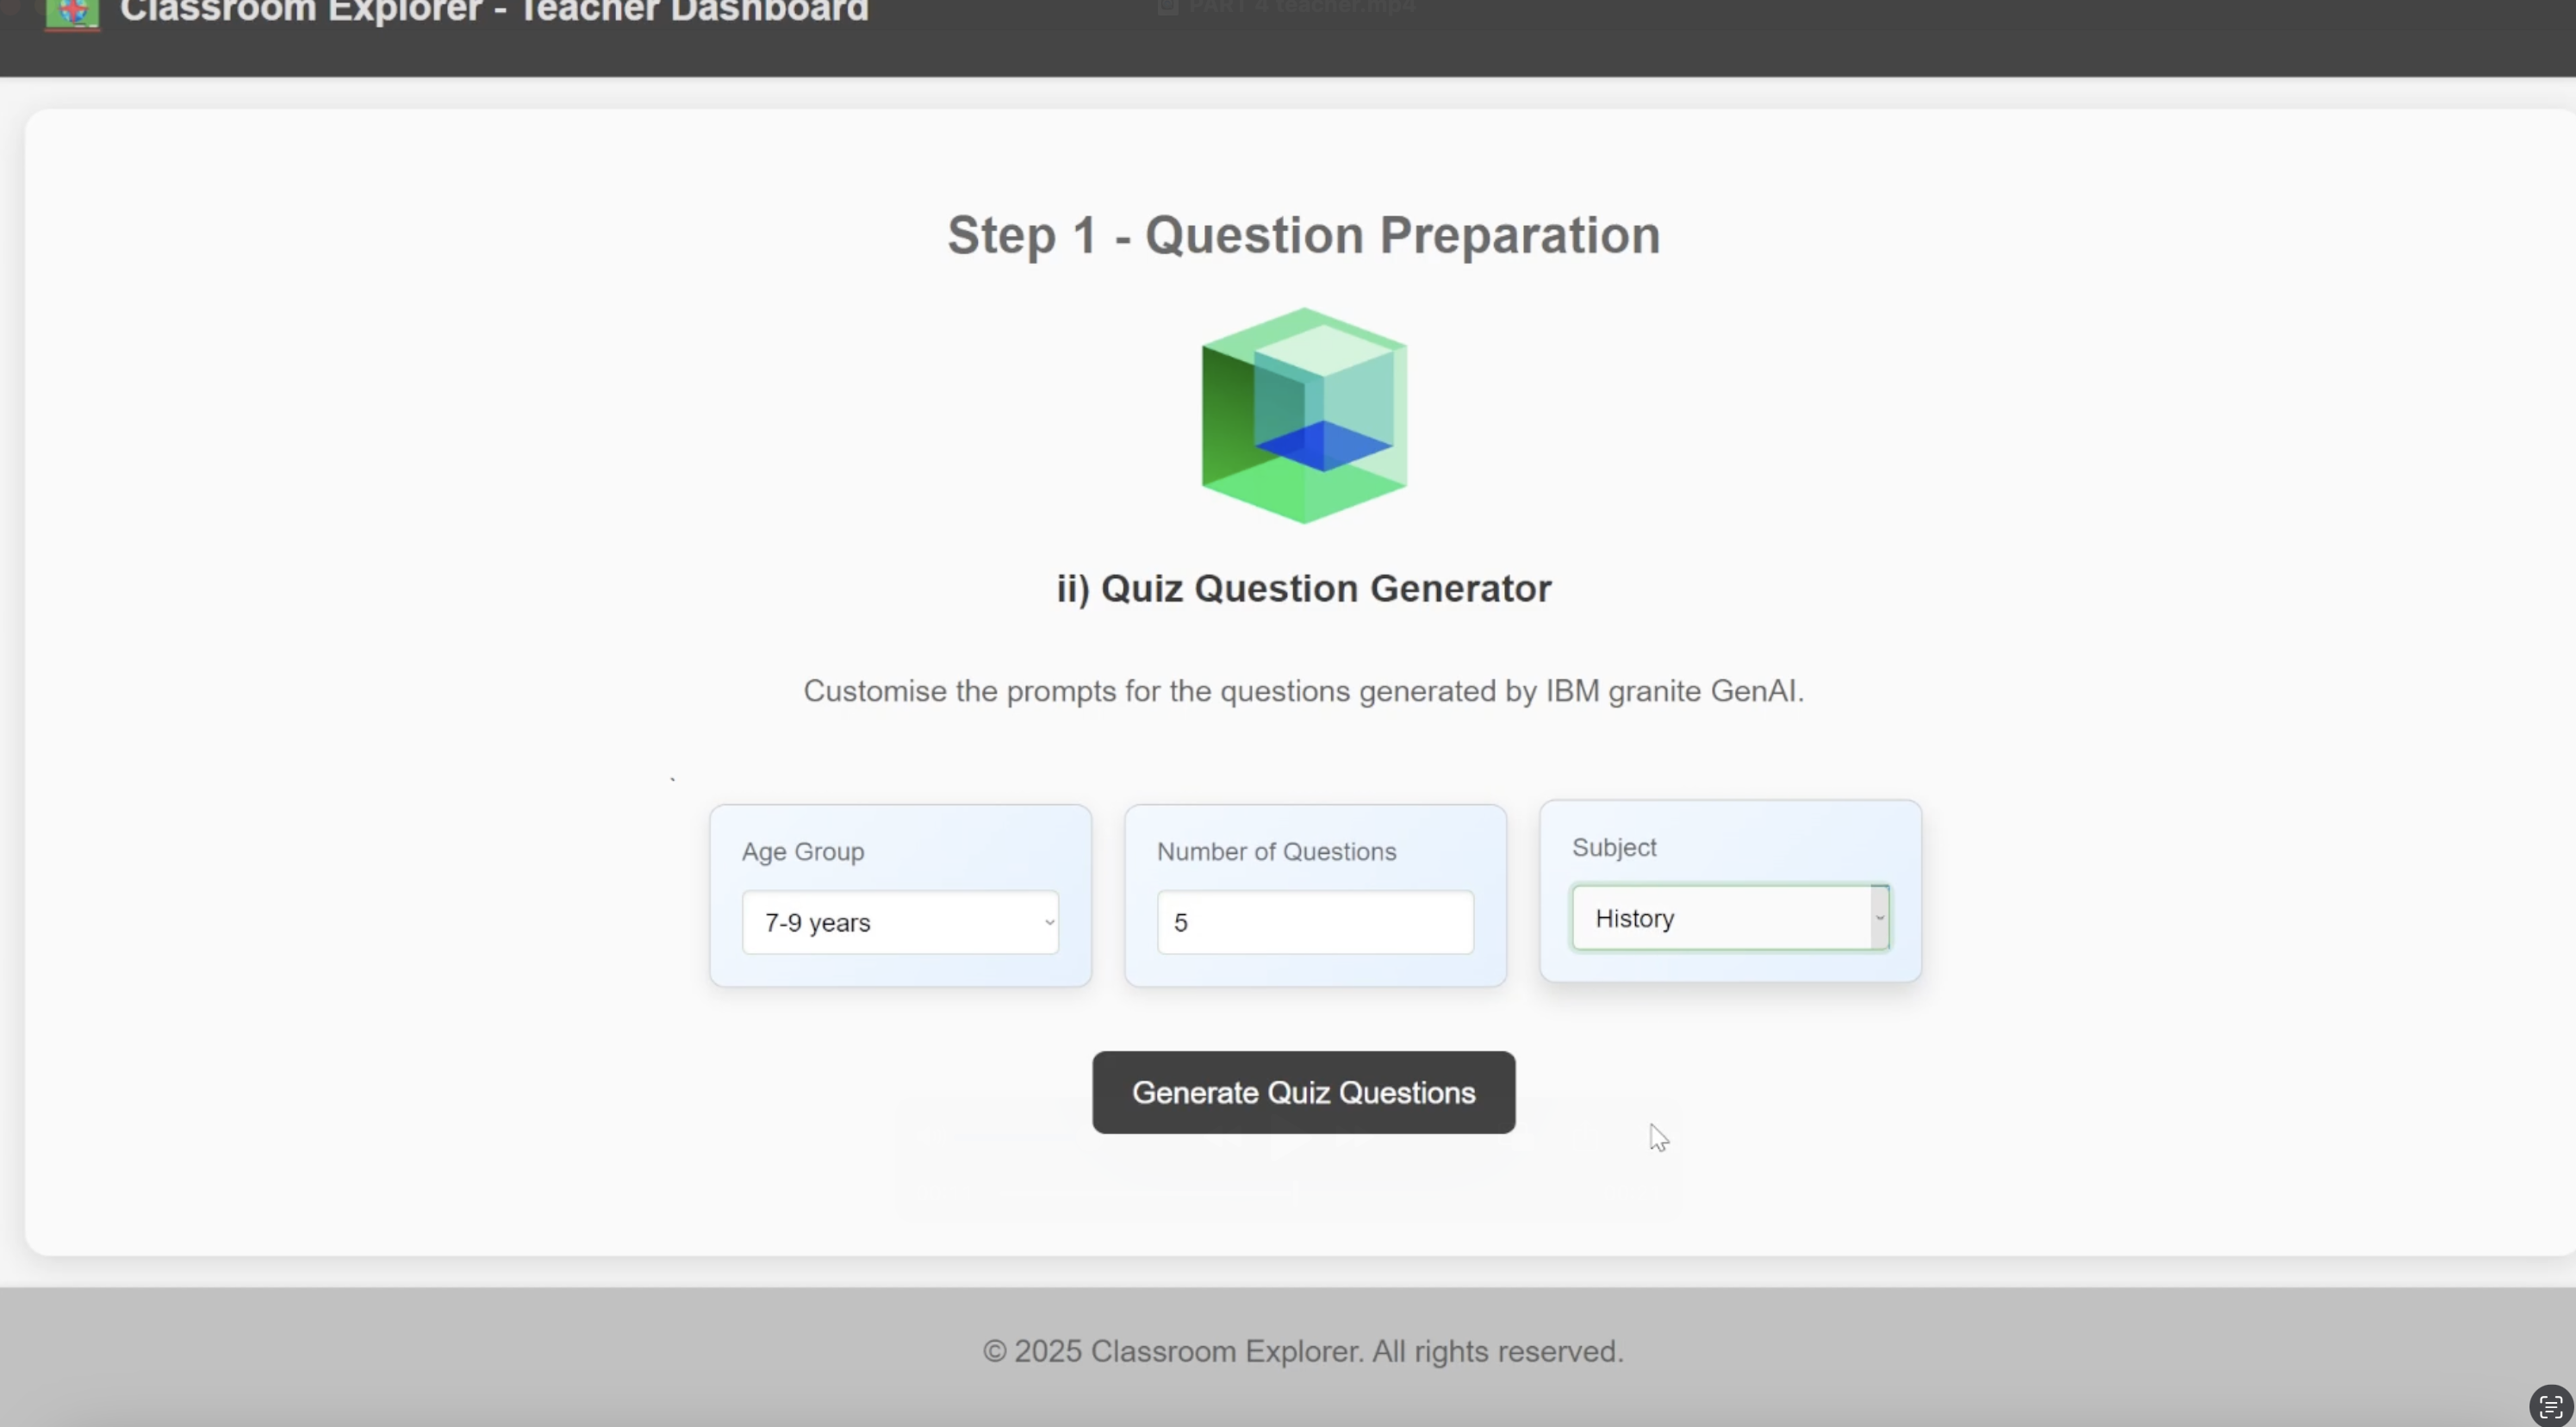 Classroom Explorer - Teacher Dashboard
PART 4 teacher.mp4
Step 1 - Question Preparation
ii) Quiz Question Generator
Customise the prompts for the questions generated by IBM granite GenAI.
`
Age Group
Number of Questions
Subject
7-9 years
5
History
Generate Quiz Questions
© 2025 Classroom Explorer. All rights reserved.